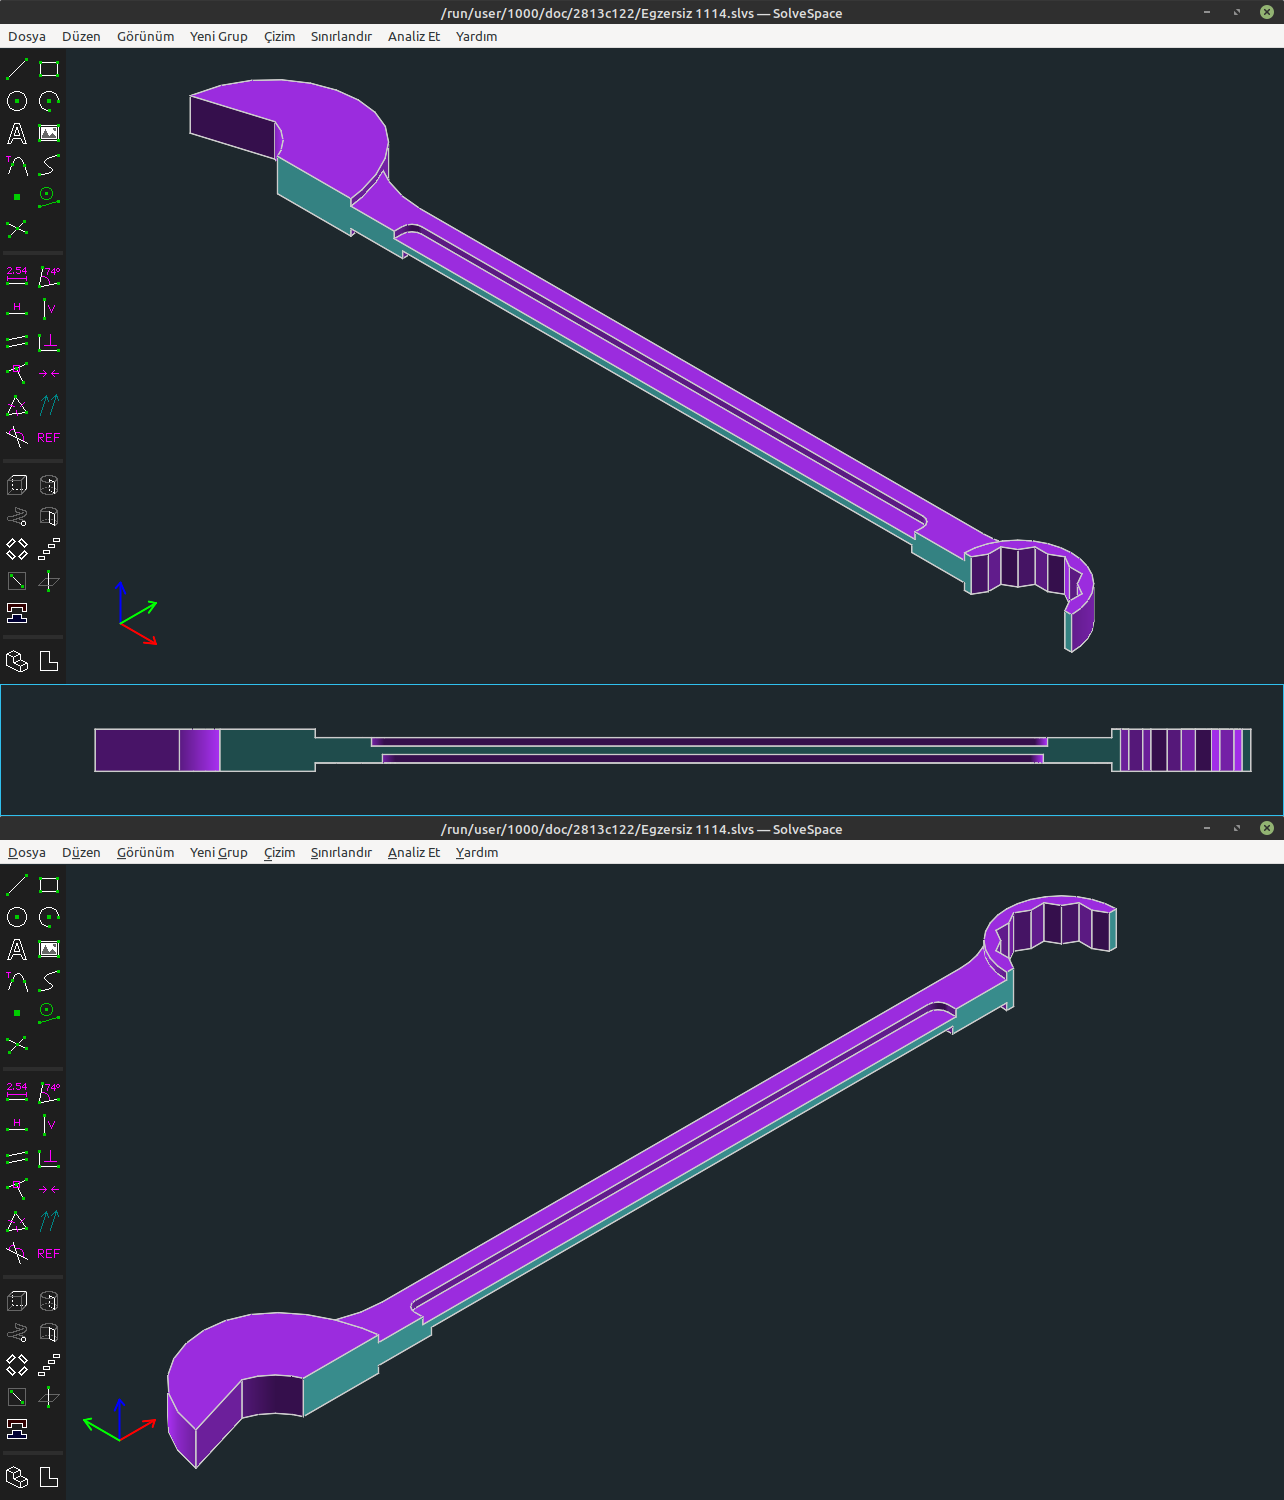 /run/user/1000/doc/2813c122/Egzersiz 1114.slvs — SolveSpace
Dosya Düzen Görünüm Yeni Grup Çizim Sınırlandır Analiz Et Yardım
A
T
2.54 74°
H V
REF
/run/user/1000/doc/2813c122/Egzersiz 1114.slvs — SolveSpace
Dosya Düzen Görünüm Yeni Grup Çizim Sınırlandır Analiz Et Yardım
A
T
2.54 74°
H V
REF